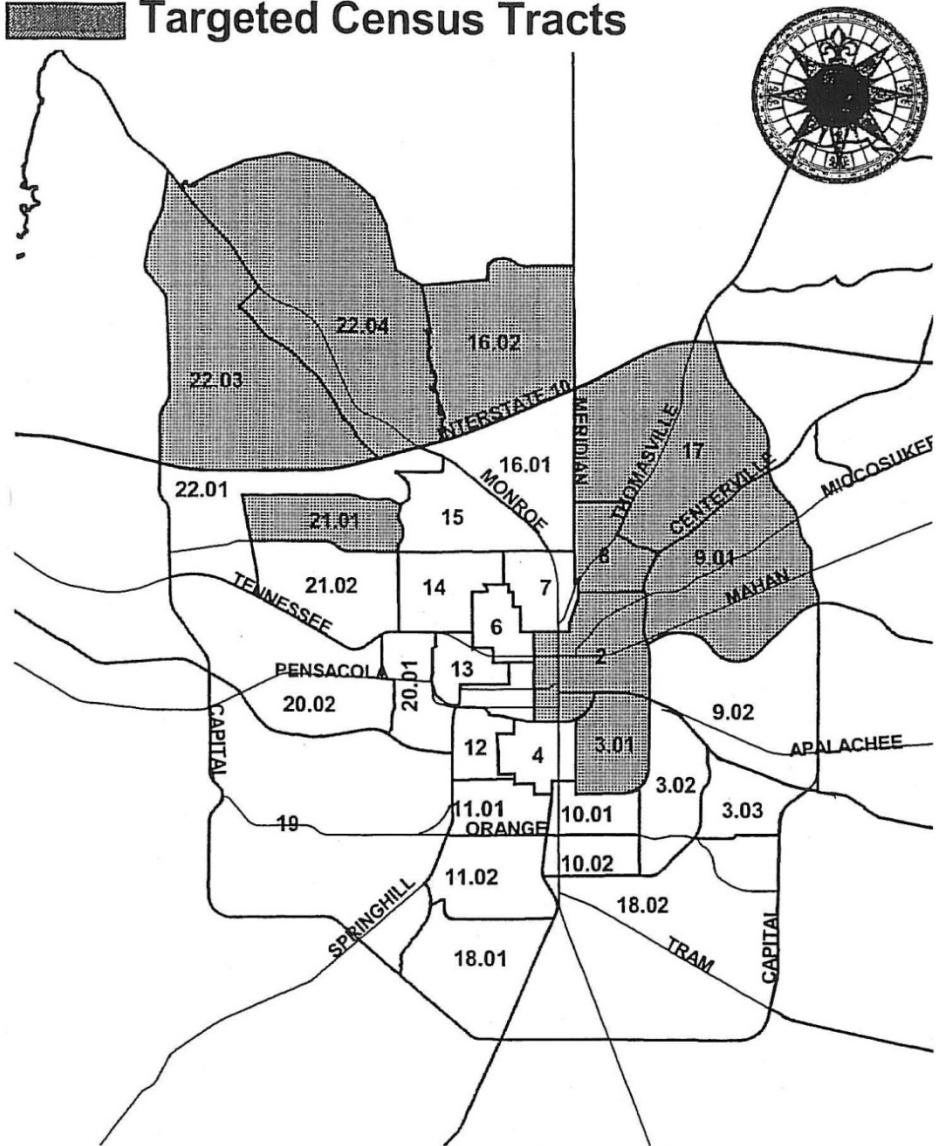 Targeted Census Tracts
22.04
16.02
22.03
INTERSTATE 10
MERIDIAN
THOMASVILLE
17
CENTERVILLE
MICCOSUKEE
16.01
MONROE
22.01
15
21.01
8
9.01
MAHAN
TENNESSEE
21.02
14
7
6
2
PENSACOLA
20.01
13
20.02
CAPITAL
12
4
3.01
9.02
APALACHEE
3.02
3.03
19
11.01
ORANGE
10.01
10.02
11.02
SPRINGHILL
18.02
TRAM
CAPITAL
18.01